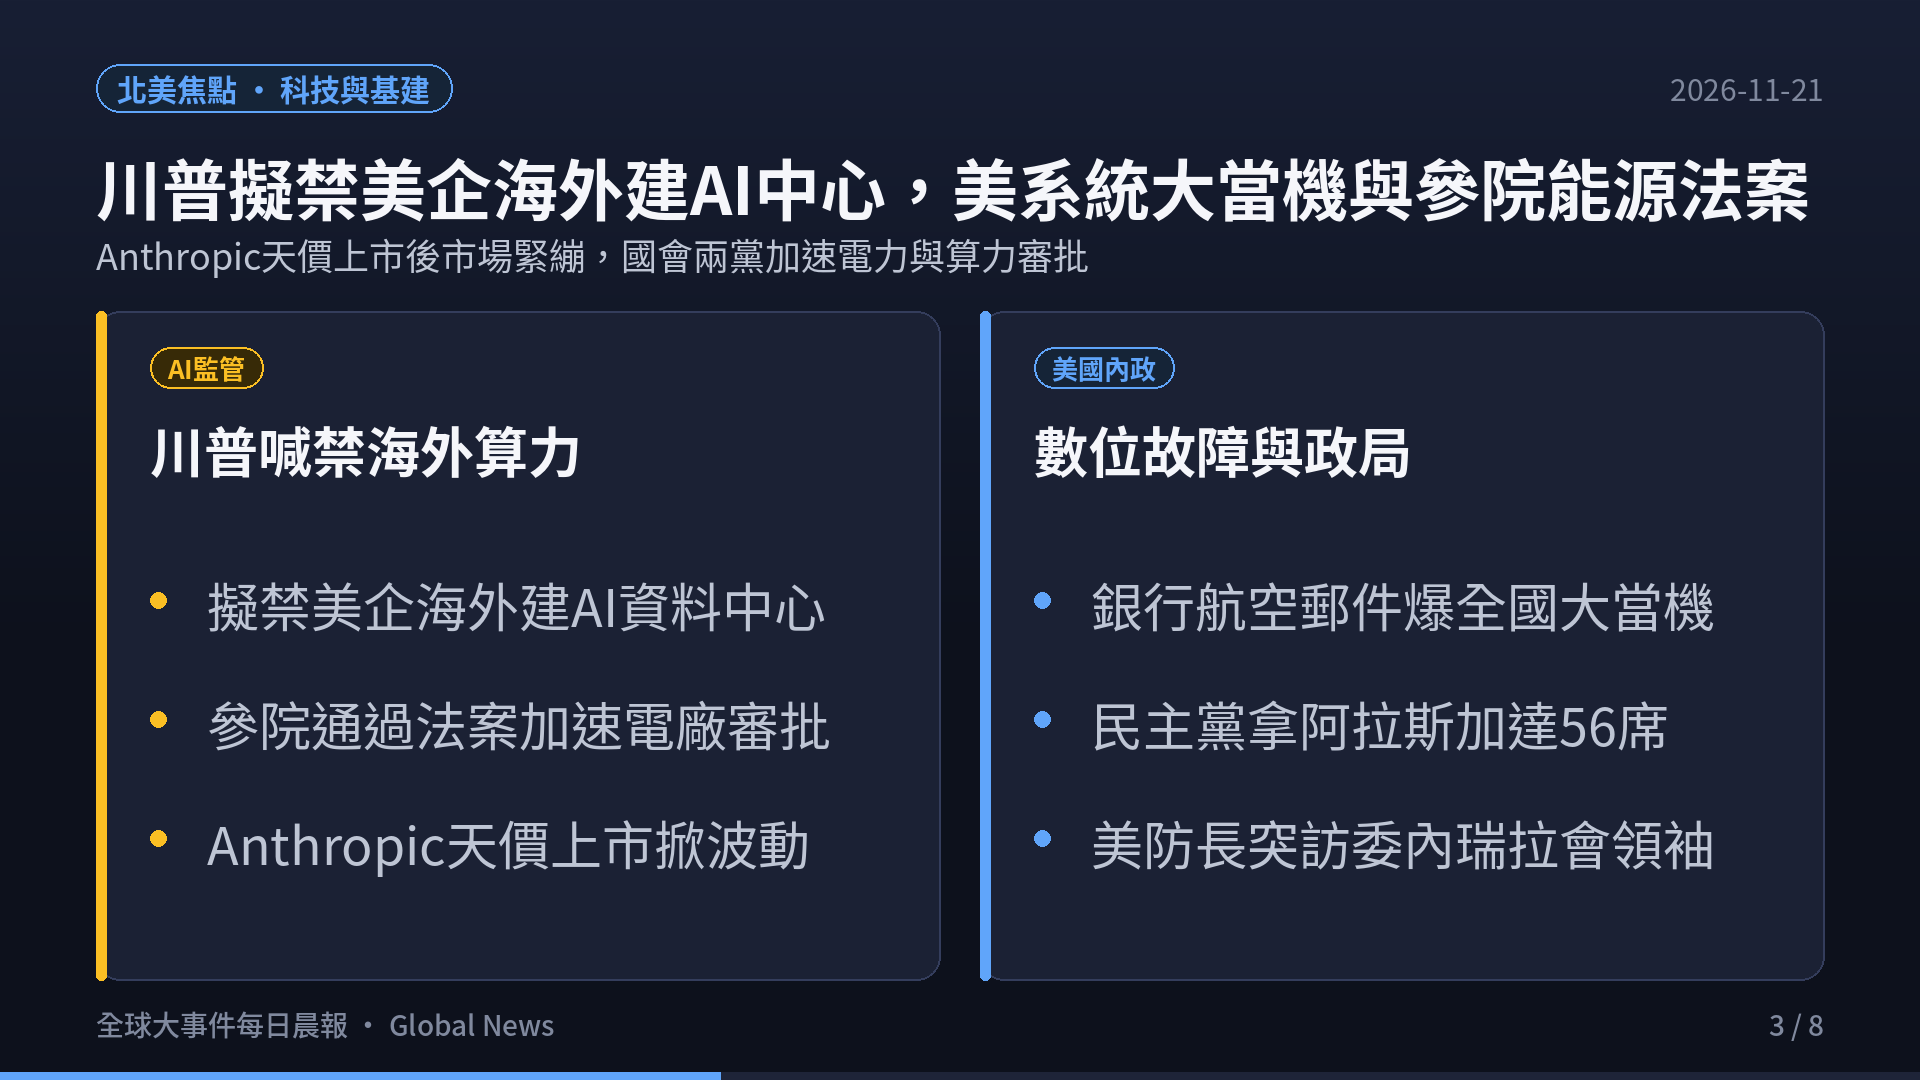 北美焦點 • 科技與基建
2026-11-21
川普擬禁美企海外建AI中心，美系統大當機與參院能源法案
Anthropic天價上市後市場緊繃，國會兩黨加速電力與算力審批
AI監管
川普喊禁海外算力
擬禁美企海外建AI資料中心
參院通過法案加速電廠審批
Anthropic天價上市掀波動
美國內政
數位故障與政局
銀行航空郵件爆全國大當機
民主黨拿阿拉斯加達56席
美防長突訪委內瑞拉會領袖
全球大事件每日晨報 • Global News
3 / 8